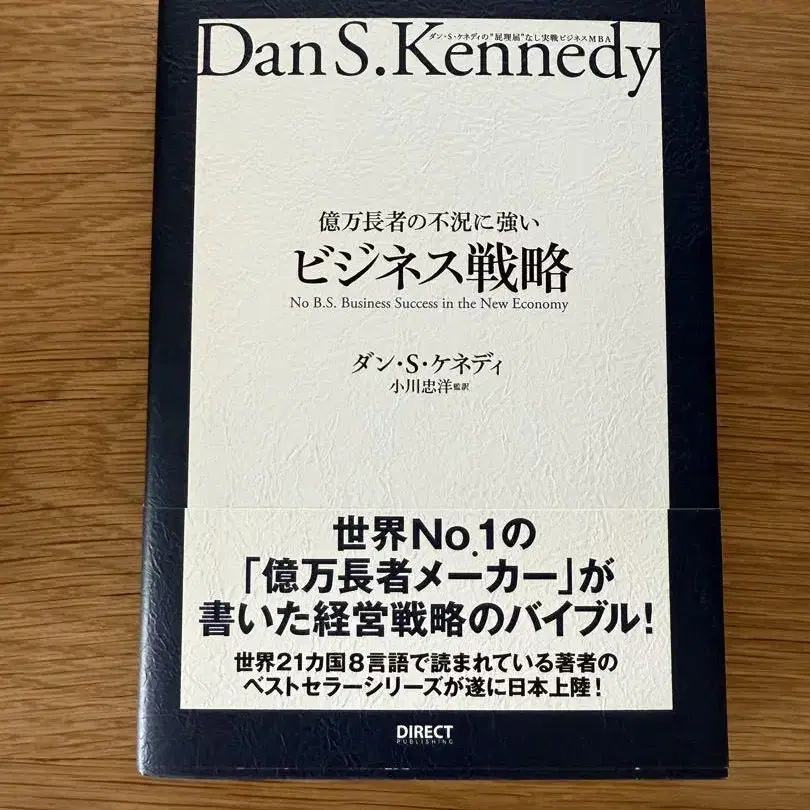 ダン・S・ケネディの"屁理屈"なし実戦ビジネスMBA
Dan S. Kennedy
億万長者の不況に強い
ビジネス戦略
No B.S. Business Success in the New Economy
ダン・S・ケネディ
小川忠洋 監訳
世界No.1の
「億万長者メーカー」が
書いた経営戦略のバイブル!
世界21カ国8言語で読まれている著者の
ベストセラーシリーズが遂に日本上陸!
DIRECT
PUBLISHING